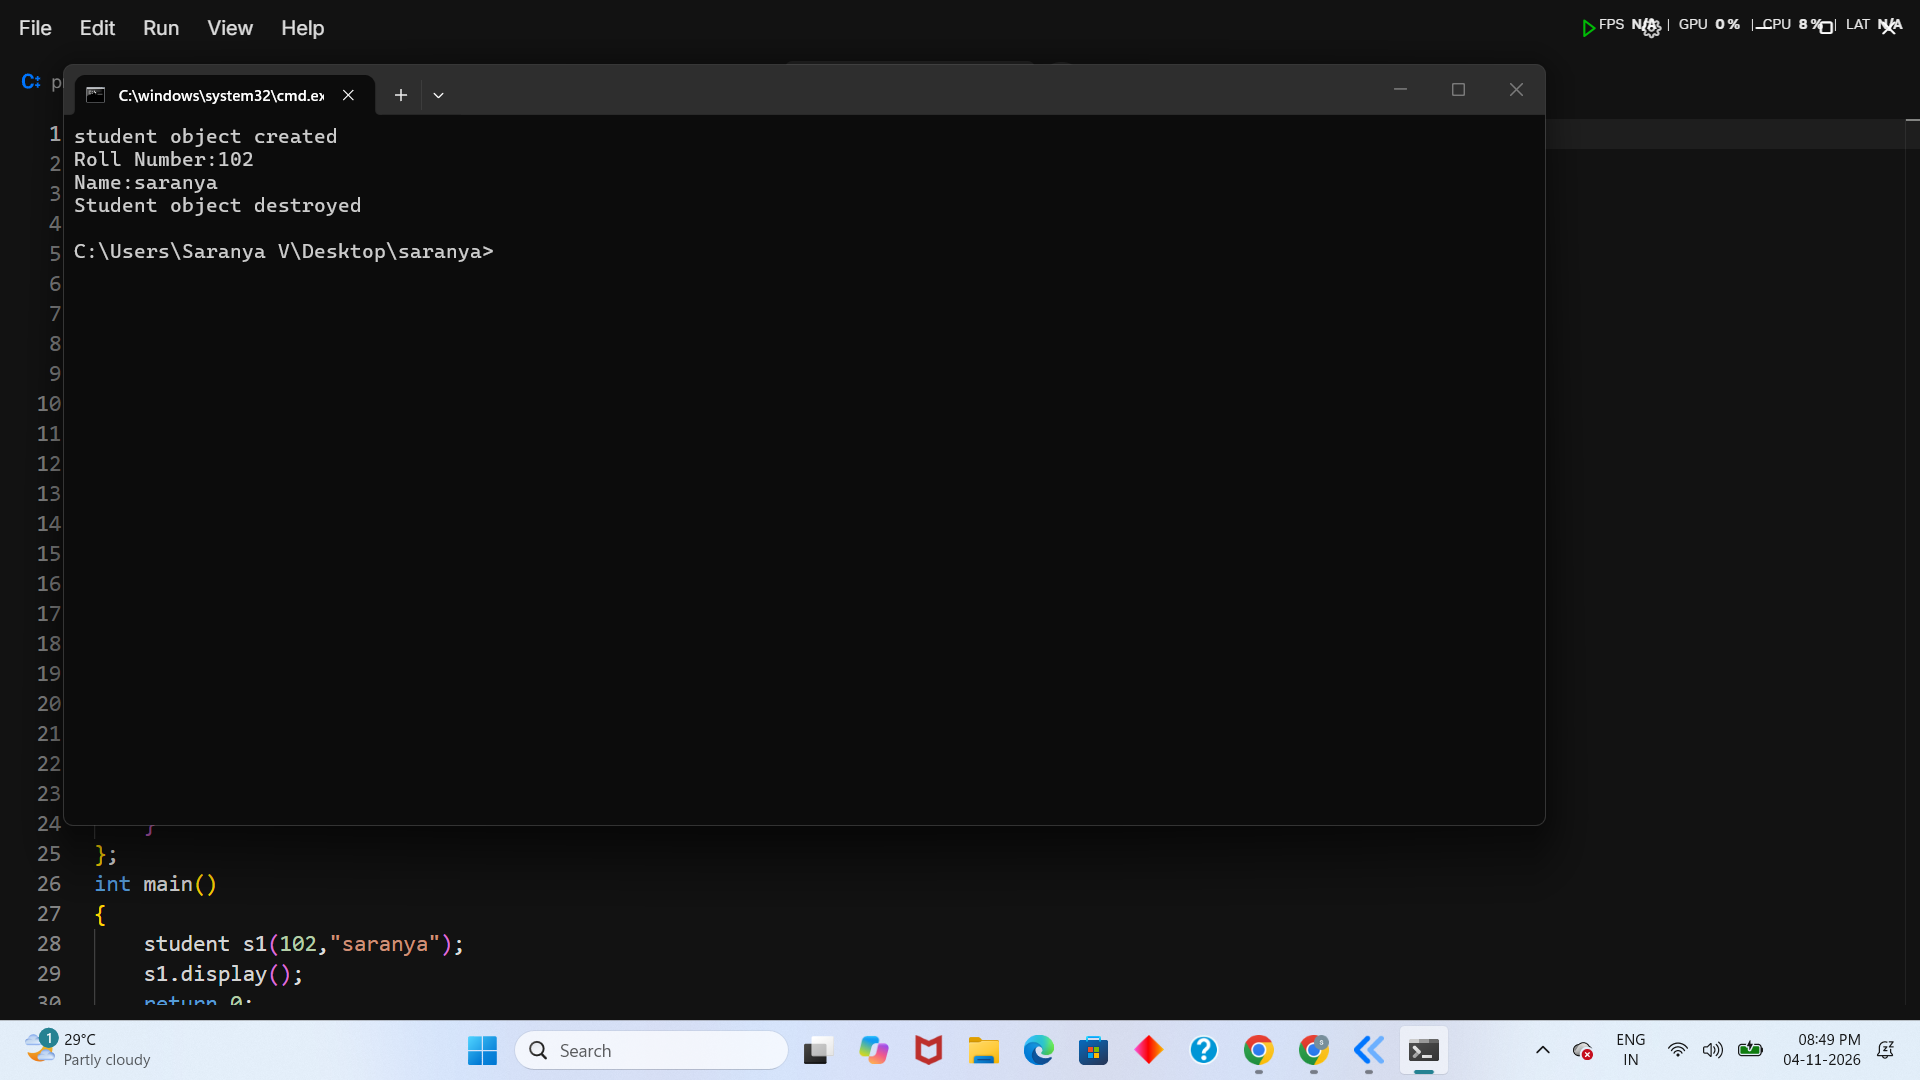 File Edit Run View Help
FPS N/A | GPU 0% | CPU 8% | LAT N/A
C:\windows\system32\cmd.ex
student object created
Roll Number:102
Name:saranya
Student object destroyed
C:\Users\Saranya V\Desktop\saranya>
1
2
3
4
5
6
7
8
9
10
11
12
13
14
15
16
17
18
19
20
21
22
23
24 }
25 };
26 int main()
27 {
28 student s1(102,"saranya");
29 s1.display();
30 return 0;
1
29°C
Partly cloudy
Search
ENG
IN
08:49 PM
04-11-2026